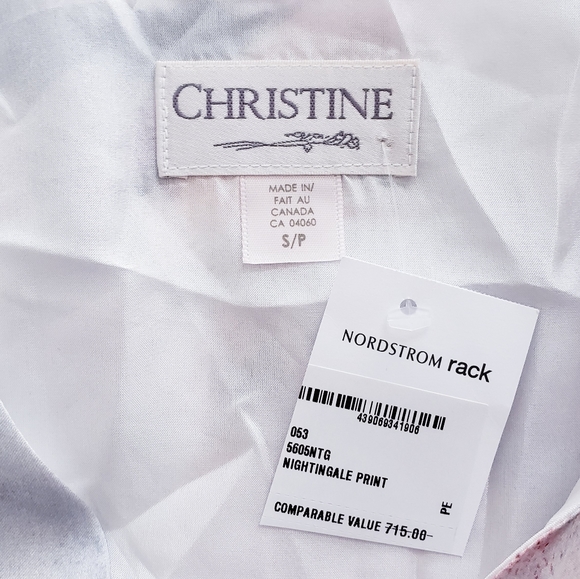 CHRISTINE
MADE IN/
FAIT AU
CANADA
CA 04060
S/P
NORDSTROM rack
439069341906
053
5605NTG
NIGHTINGALE PRINT
PE
COMPARABLE VALUE 715.00